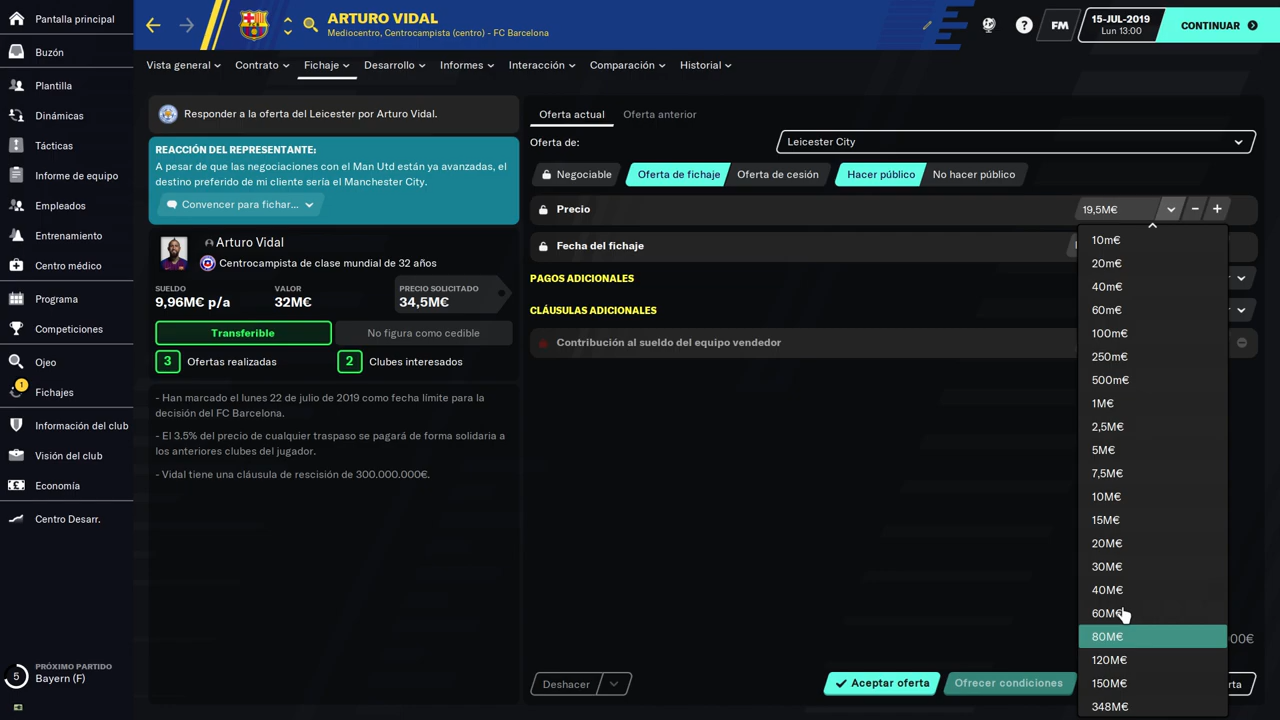 Pantalla principal
Buzón
Plantilla
Dinámicas
Tácticas
Informe de equipo
Empleados
Entrenamiento
Centro médico
Programa
Competiciones
Ojeo
1
Fichajes
Información del club
Visión del club
Economía
Centro Desarr.
5
PRÓXIMO PARTIDO
Bayern (F)
ARTURO VIDAL
Mediocentro, Centrocampista (centro) - FC Barcelona
?
FM
15-JUL-2019
Lun 13:00
CONTINUAR
Vista general
Contrato
Fichaje
Desarrollo
Informes
Interacción
Comparación
Historial
Responder a la oferta del Leicester por Arturo Vidal.
REACCIÓN DEL REPRESENTANTE:
A pesar de que las negociaciones con el Man Utd están ya avanzadas, el
destino preferido de mi cliente sería el Manchester City.
Convencer para fichar...
Arturo Vidal
Centrocampista de clase mundial de 32 años
SUELDO
9,96M€ p/a
VALOR
32M€
PRECIO SOLICITADO
34,5M€
Transferible
No figura como cedible
3 Ofertas realizadas
2 Clubes interesados
- Han marcado el lunes 22 de julio de 2019 como fecha límite para la
decisión del FC Barcelona.
- El 3.5% del precio de cualquier traspaso se pagará de forma solidaria a
los anteriores clubes del jugador.
- Vidal tiene una cláusula de rescisión de 300.000.000€.
Oferta actual
Oferta anterior
Oferta de:
Leicester City
Negociable
Oferta de fichaje
Oferta de cesión
Hacer público
No hacer público
Precio
19,5M€
Fecha del fichaje
PAGOS ADICIONALES
CLÁUSULAS ADICIONALES
Contribución al sueldo del equipo vendedor
10m€
20m€
40m€
60m€
100m€
250m€
500m€
1M€
2,5M€
5M€
7,5M€
10M€
15M€
20M€
30M€
40M€
60M€
80M€
120M€
150M€
348M€
00€
Deshacer
Aceptar oferta
Ofrecer condiciones
rta